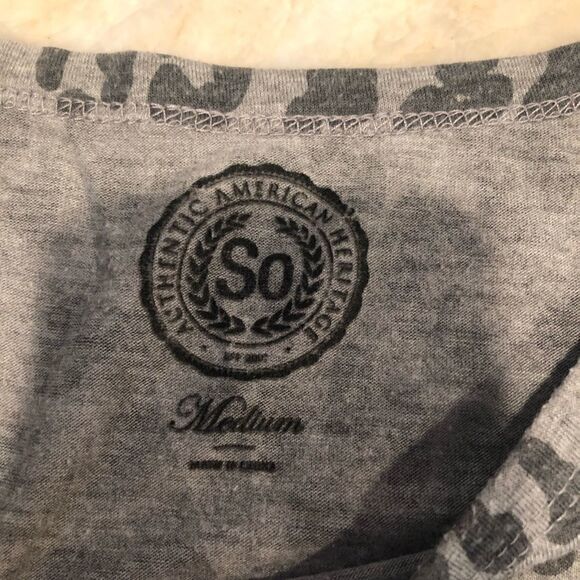 AUTHENTIC AMERICAN HERITAGE
So
Medium
MADE IN CHINA